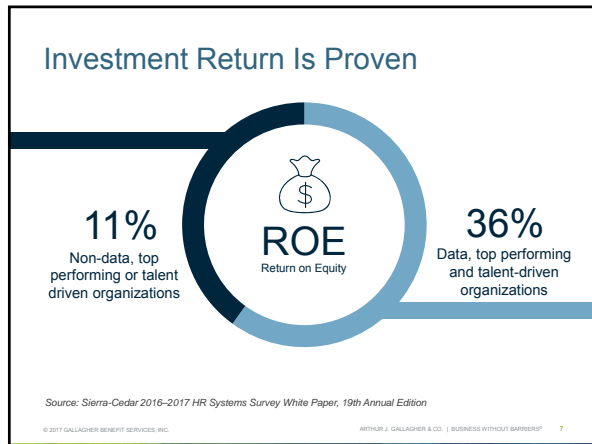 Investment Return Is Proven
$
11%
Non-data, top
performing or talent
driven organizations
ROE
Return on Equity
36%
Data, top performing
and talent-driven
organizations
Source: Sierra-Cedar 2016–2017 HR Systems Survey White Paper, 19th Annual Edition
© 2017 GALLAGHER BENEFIT SERVICES, INC.
ARTHUR J. GALLAGHER & CO. | BUSINESS WITHOUT BARRIERS® 7